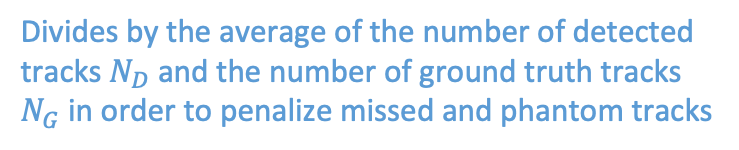 Divides by the average of the number of detected
tracks N_D and the number of ground truth tracks
N_G in order to penalize missed and phantom tracks